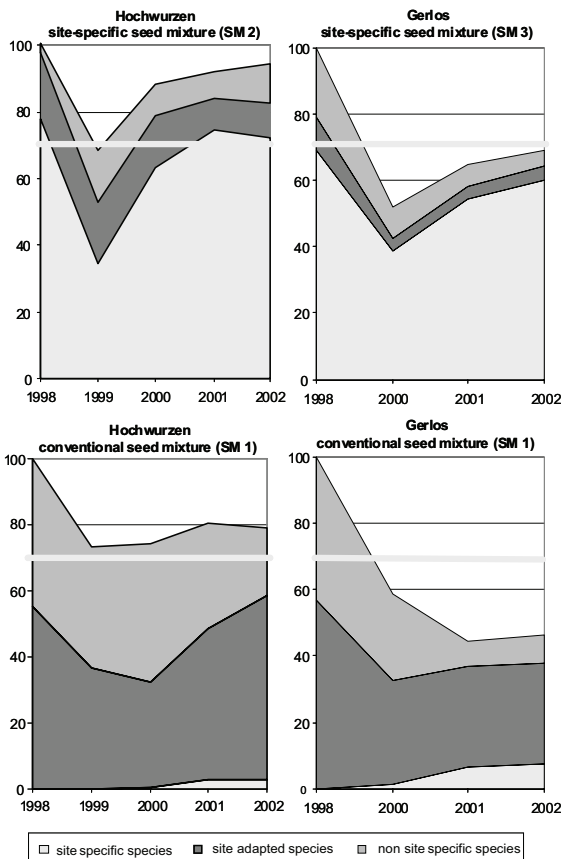 Hochwurzen
site-specific seed mixture (SM 2)
100
80
60
40
20
0
1998 1999 2000 2001 2002
Gerlos
site-specific seed mixture (SM 3)
100
80
60
40
20
0
1998 2000 2001 2002
Hochwurzen
conventional seed mixture (SM 1)
100
80
60
40
20
0
1998 1999 2000 2001 2002
Gerlos
conventional seed mixture (SM 1)
100
80
60
40
20
0
1998 2000 2001 2002
site specific species site adapted species non site specific species